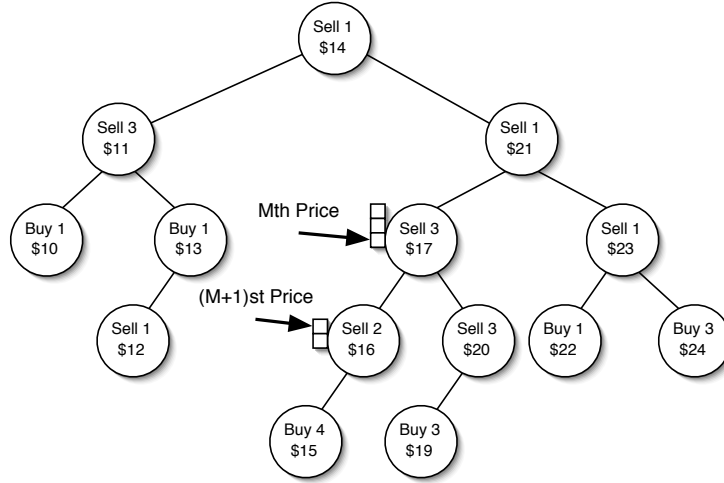 Sell 1
$14
Sell 3
$11
Sell 1
$21
Mth Price
Buy 1
$10
Buy 1
$13
Sell 3
$17
Sell 1
$23
(M+1)st Price
Sell 1
$12
Sell 2
$16
Sell 3
$20
Buy 1
$22
Buy 3
$24
Buy 4
$15
Buy 3
$19